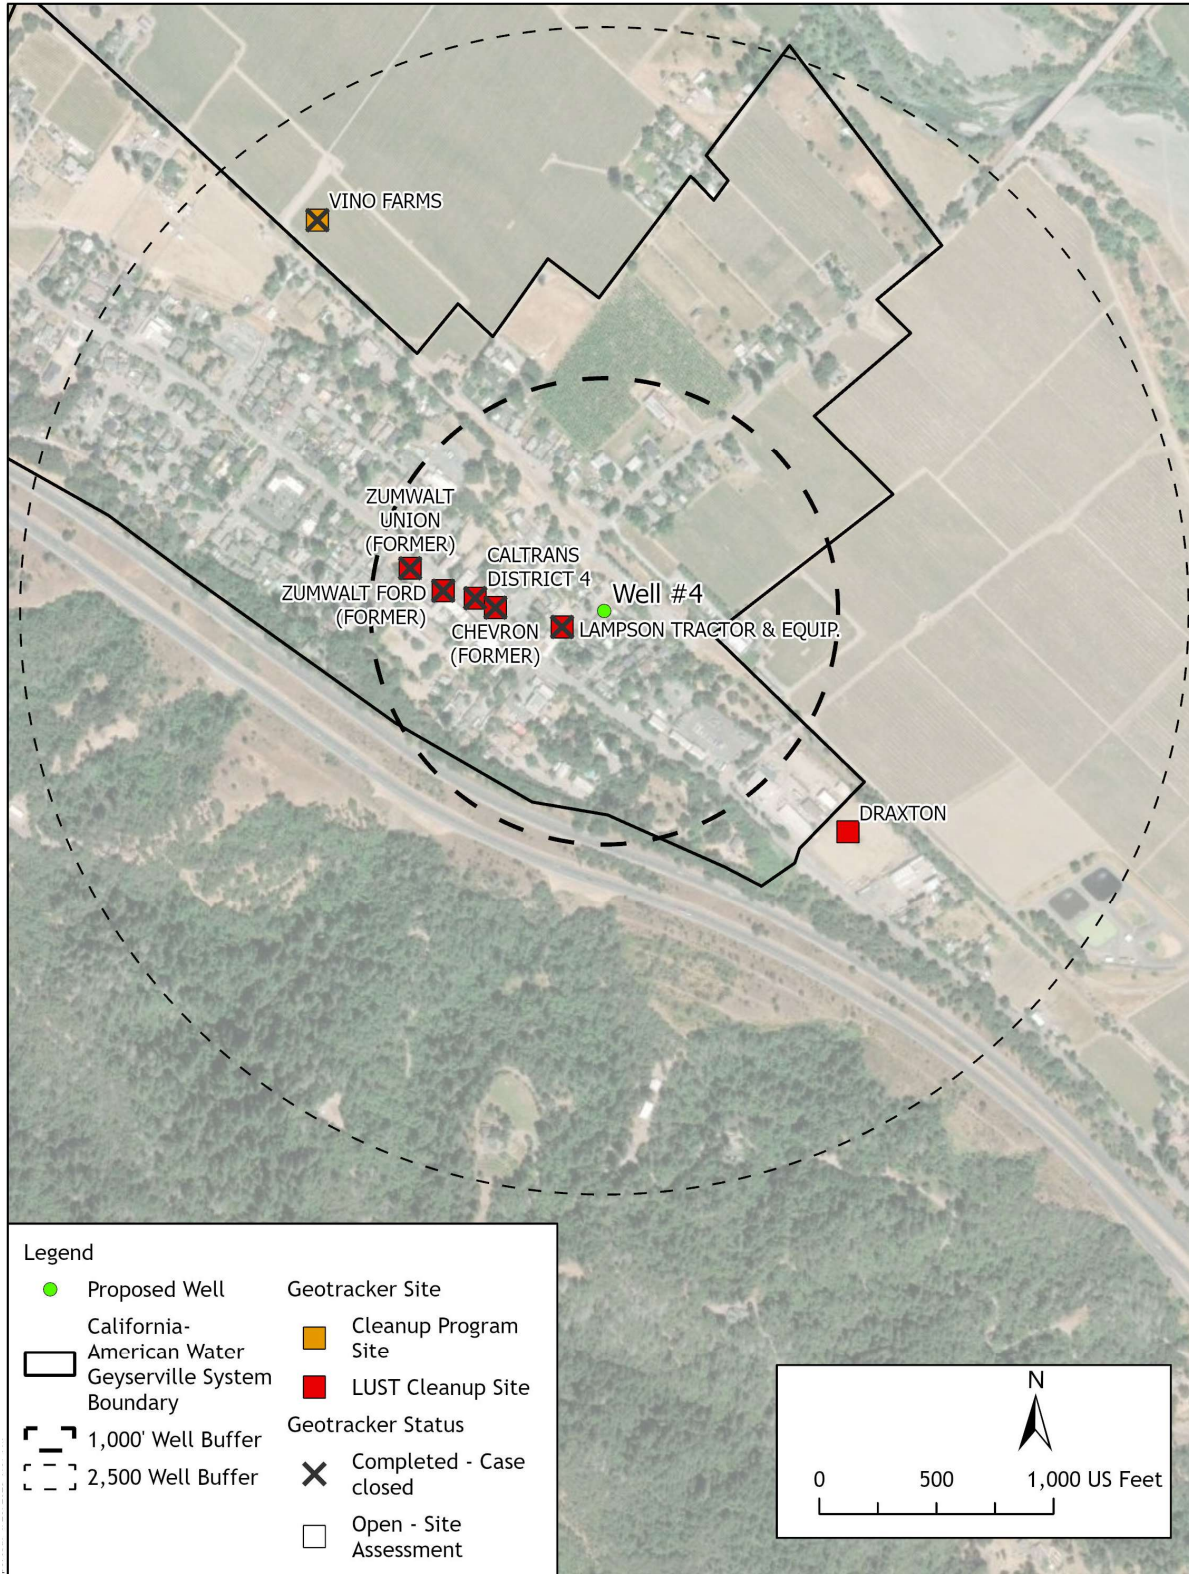 VINO FARMS
ZUMWALT
UNION
(FORMER)
CALTRANS
DISTRICT 4
ZUMWALT FORD
(FORMER)
Well #4
CHEVRON
(FORMER)
LAMPSON TRACTOR & EQUIP.
DRAXTON
Legend
Proposed Well
California-
American Water
Geyserville System
Boundary
1,000' Well Buffer
2,500 Well Buffer
Geotracker Site
Cleanup Program
Site
LUST Cleanup Site
Geotracker Status
Completed - Case
closed
Open - Site
Assessment
N
0 500 1,000 US Feet